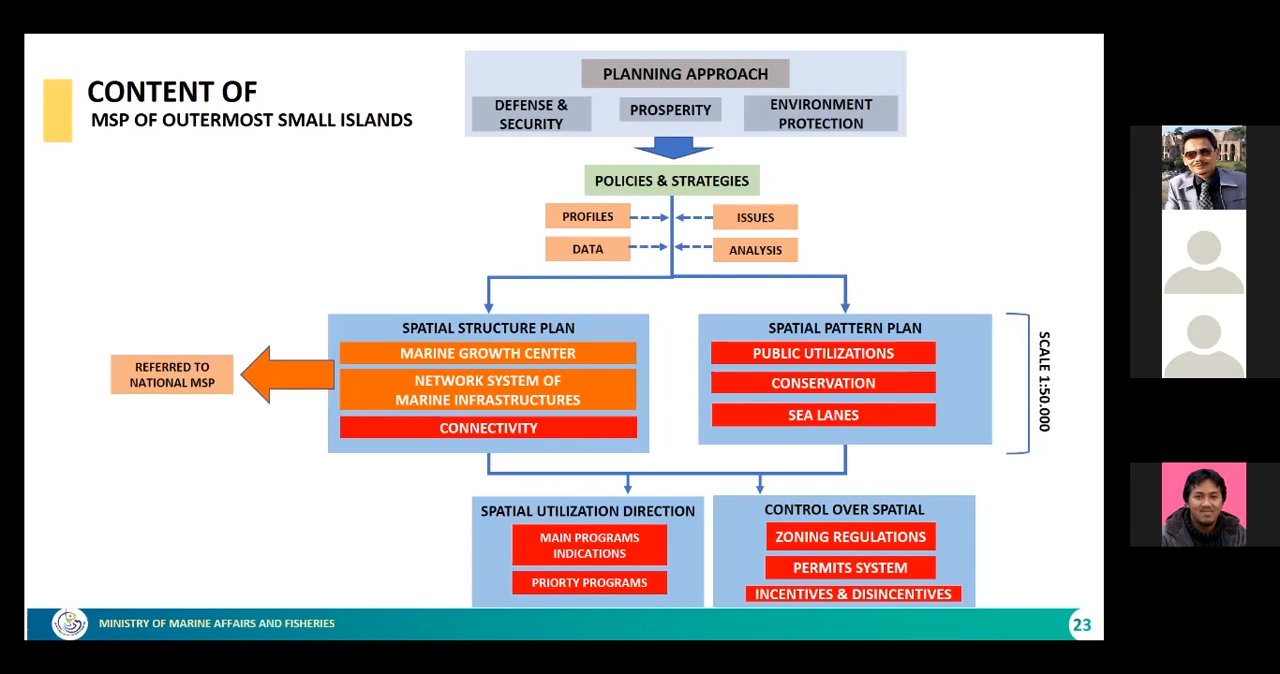 CONTENT OF
MSP OF OUTERMOST SMALL ISLANDS
PLANNING APPROACH
DEFENSE &
SECURITY
PROSPERITY
ENVIRONMENT
PROTECTION
POLICIES & STRATEGIES
PROFILES
ISSUES
DATA
ANALYSIS
SPATIAL STRUCTURE PLAN
MARINE GROWTH CENTER
NETWORK SYSTEM OF
MARINE INFRASTRUCTURES
CONNECTIVITY
REFERRED TO
NATIONAL MSP
SPATIAL PATTERN PLAN
PUBLIC UTILIZATIONS
CONSERVATION
SEA LANES
SCALE 1:50.000
SPATIAL UTILIZATION DIRECTION
MAIN PROGRAMS
INDICATIONS
PRIORTY PROGRAMS
CONTROL OVER SPATIAL
ZONING REGULATIONS
PERMITS SYSTEM
INCENTIVES & DISINCENTIVES
MINISTRY OF MARINE AFFAIRS AND FISHERIES
23